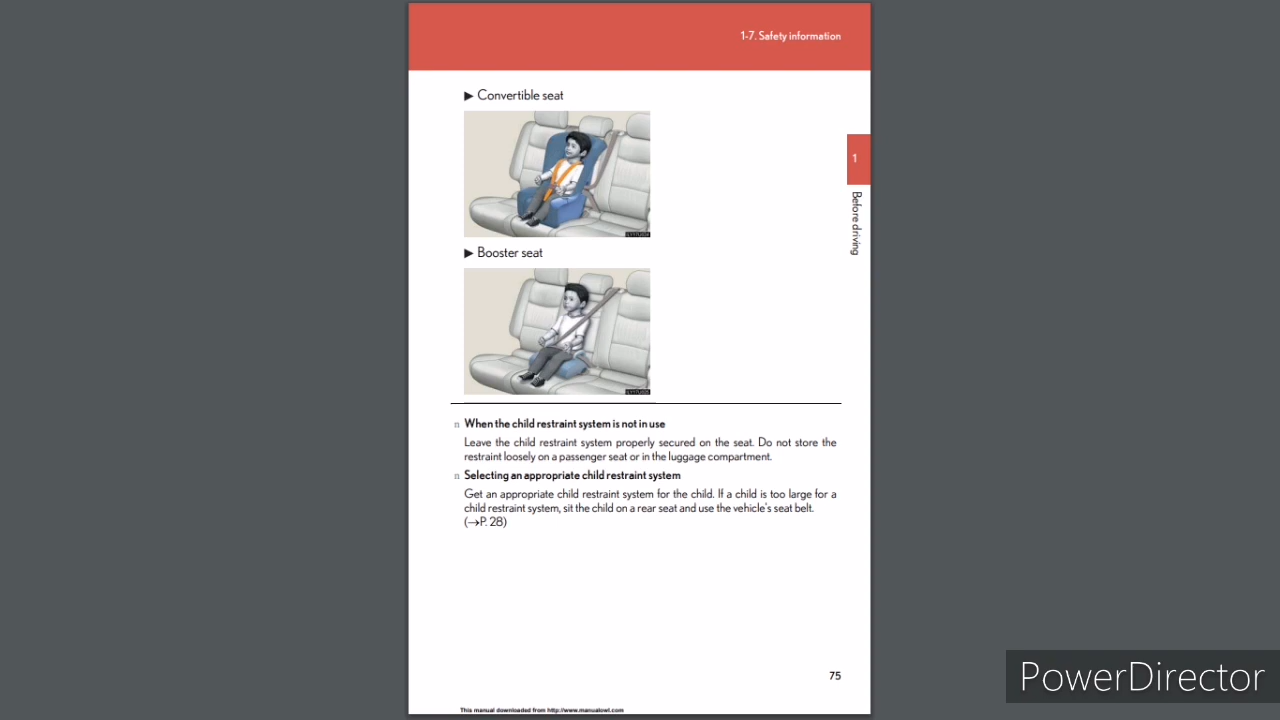 1-7. Safety information
▶ Convertible seat
1
Before driving
▶ Booster seat
n When the child restraint system is not in use
Leave the child restraint system properly secured on the seat. Do not store the
restraint loosely on a passenger seat or in the luggage compartment.
n Selecting an appropriate child restraint system
Get an appropriate child restraint system for the child. If a child is too large for a
child restraint system, sit the child on a rear seat and use the vehicle's seat belt.
(→P. 28)
75
This manual downloaded from http://www.manualowl.com
PowerDirector